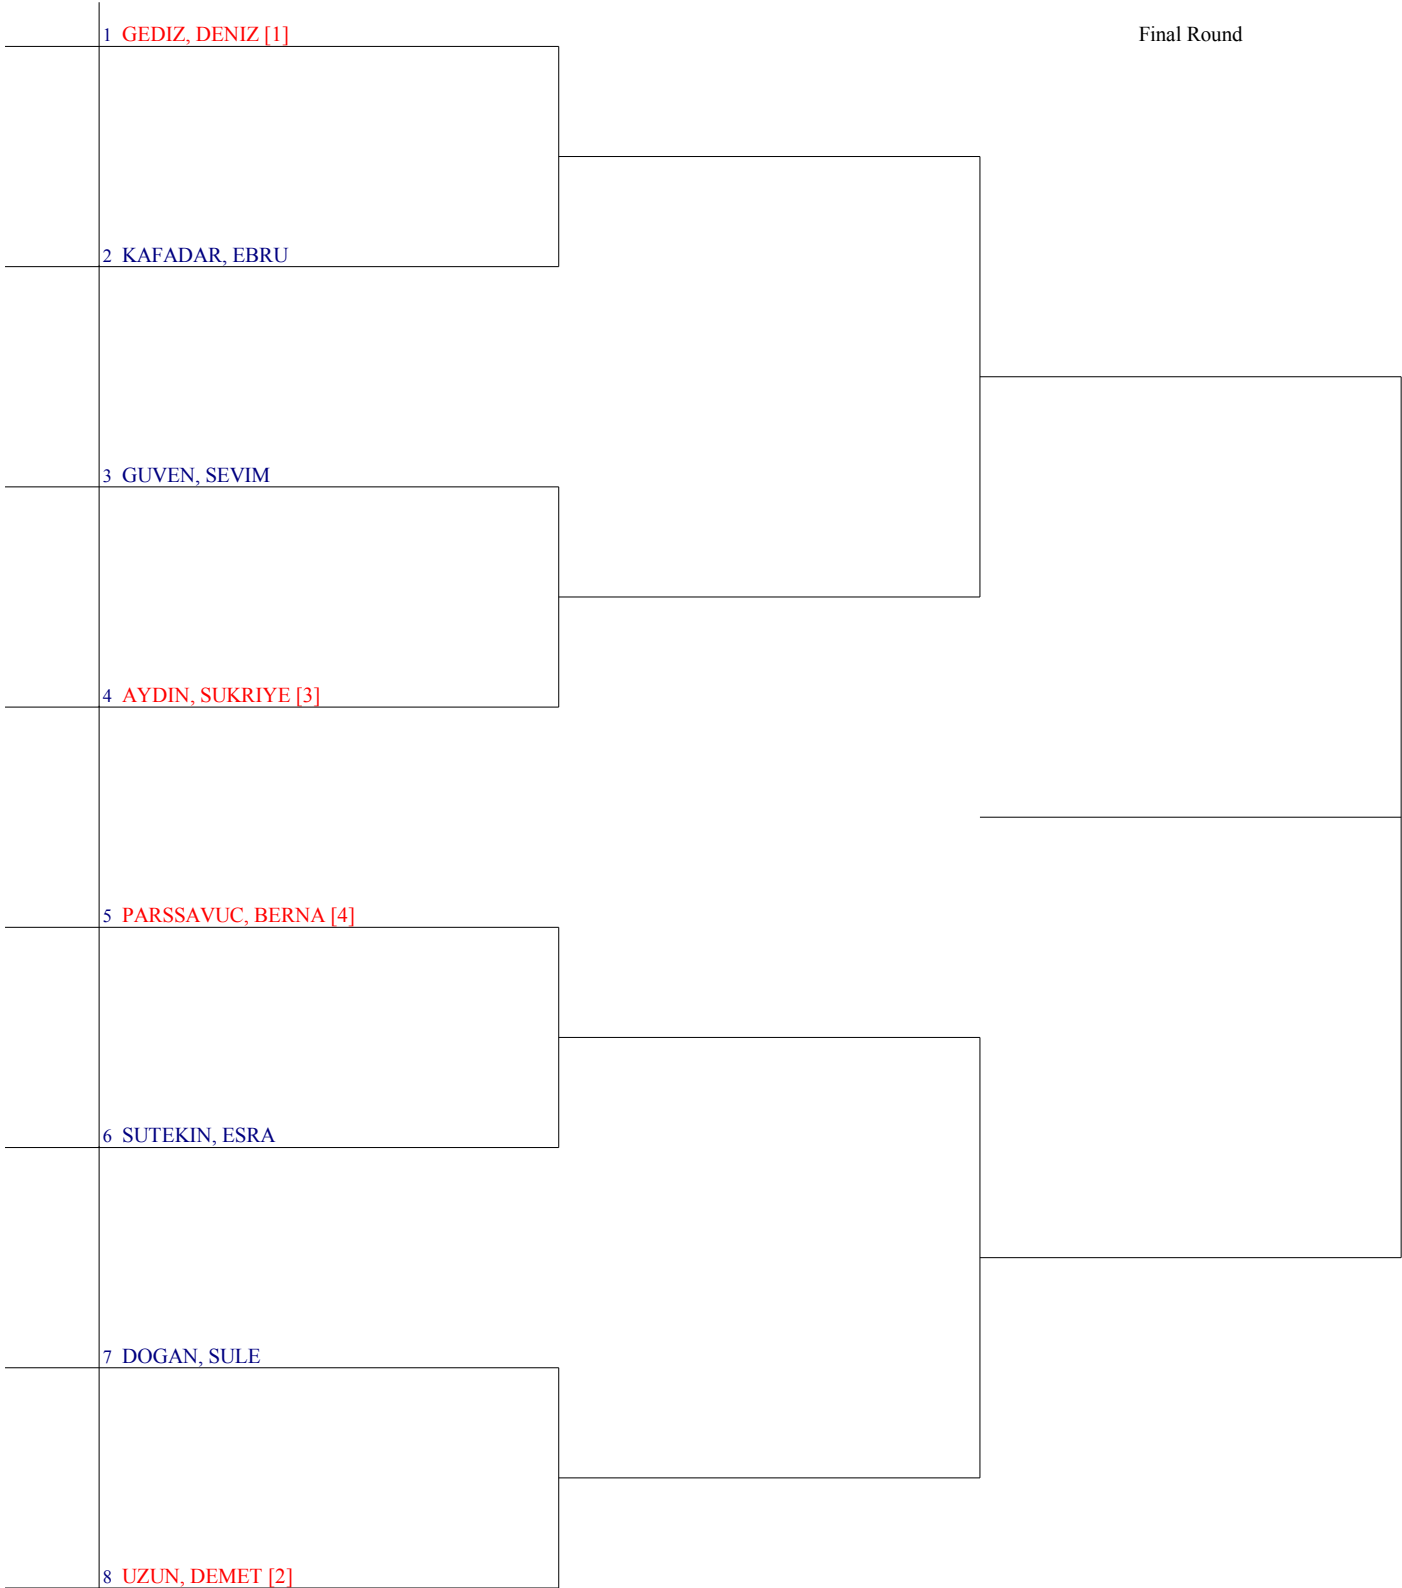 1 GEDIZ, DENIZ [1]
Final Round
2 KAFADAR, EBRU
3 GUVEN, SEVIM
4 AYDIN, SUKRIYE [3]
5 PARSSAVUC, BERNA [4]
6 SUTEKIN, ESRA
7 DOGAN, SULE
8 UZUN, DEMET [2]